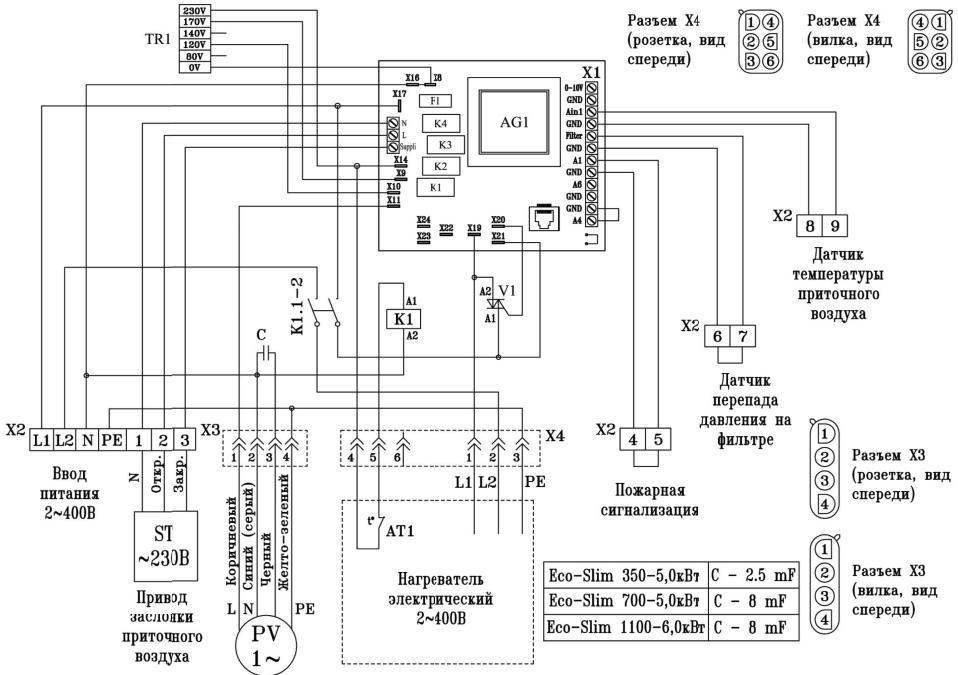 TR1
230V
170V
140V
120V
80V
0V
Разъем X4
(розетка, вид
спереди)
1 4
2 5
3 6
Разъем X4
(вилка, вид
спереди)
4 1
5 2
6 3
X16 X8
X17
F1
N
L
Suppli
K4
K3
K2
K1
X14
X9
X10
X11
AG1
X1
0-10V
GND
Ain1
GND
Filter
GND
A1
GND
A6
GND
GND
A4
X24
X23
X22
X19
X20
X21
X2
8 9
Датчик
температуры
приточного
воздуха
K1.1-2
A1
K1
A2
A2
V1
A1
C
X2
6 7
Датчик
перепада
давления на
фильтре
X2
4 5
Пожарная
сигнализация
X2 L1 L2 N PE 1 2 3
Ввод
питания
2~400В
N
Откр.
Закр.
ST
~230В
Привод
заслонки
приточного
воздуха
X3
1 2 3 4
Коричневый
Синий (серый)
Черный
Желто-зеленый
L N PE
PV
1~
X4
4 5 6 1 2 3
L1 L2 PE
t°
AT1
Нагреватель
электрический
2~400В
1
2
3
4
Разъем X3
(розетка, вид
спереди)
1
2
3
4
Разъем X3
(вилка, вид
спереди)
Eco-Slim 350-5,0кВт C - 2.5 mF
Eco-Slim 700-5,0кВт C - 8 mF
Eco-Slim 1100-6,0кВт C - 8 mF